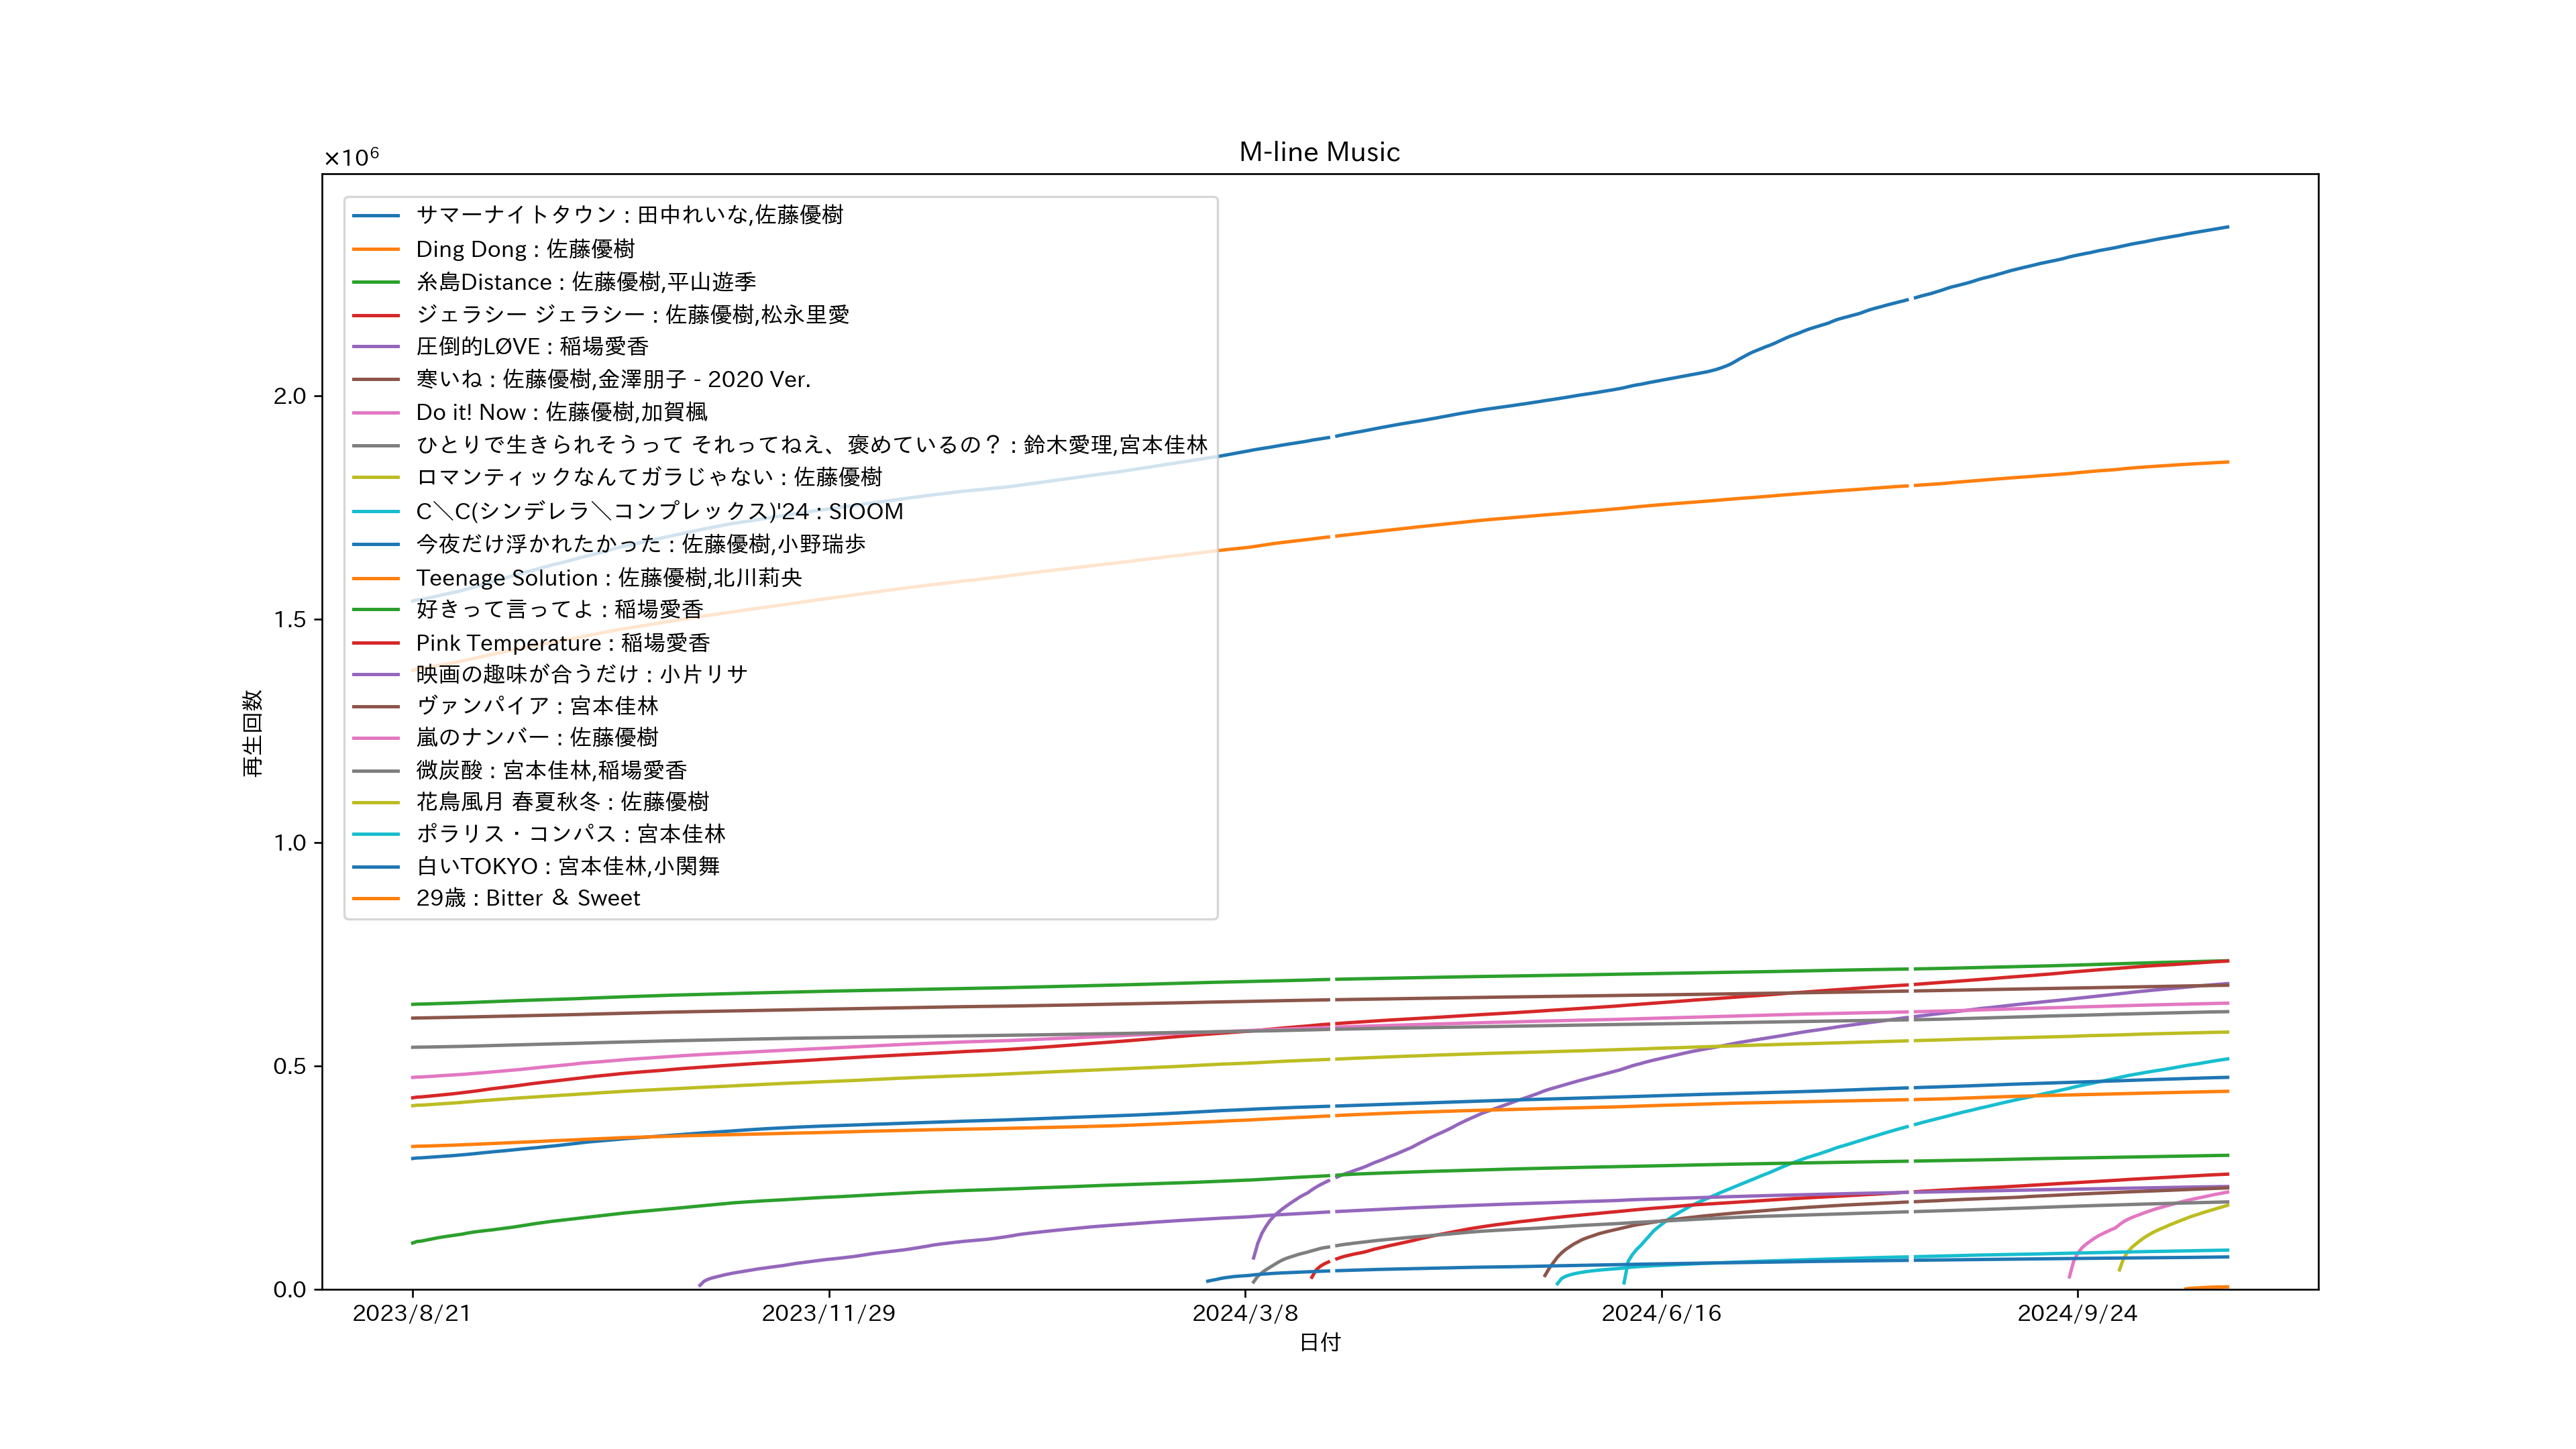 M-line Music
×10⁶
サマーナイトタウン : 田中れいな,佐藤優樹
Ding Dong : 佐藤優樹
糸島Distance : 佐藤優樹,平山遊季
ジェラシー ジェラシー : 佐藤優樹,松永里愛
圧倒的LØVE : 稲場愛香
寒いね : 佐藤優樹,金澤朋子 - 2020 Ver.
Do it! Now : 佐藤優樹,加賀楓
ひとりで生きられそうって それってねえ、褒めているの？ : 鈴木愛理,宮本佳林
ロマンティックなんてガラじゃない : 佐藤優樹
C＼C(シンデレラ＼コンプレックス)'24 : SIOOM
今夜だけ浮かれたかった : 佐藤優樹,小野瑞歩
Teenage Solution : 佐藤優樹,北川莉央
好きって言ってよ : 稲場愛香
Pink Temperature : 稲場愛香
映画の趣味が合うだけ : 小片リサ
ヴァンパイア : 宮本佳林
嵐のナンバー : 佐藤優樹
微炭酸 : 宮本佳林,稲場愛香
花鳥風月 春夏秋冬 : 佐藤優樹
ポラリス・コンパス : 宮本佳林
白いTOKYO : 宮本佳林,小関舞
29歳 : Bitter ＆ Sweet
2.0
1.5
1.0
0.5
0.0
再生回数
2023/8/21
2023/11/29
2024/3/8
2024/6/16
2024/9/24
日付